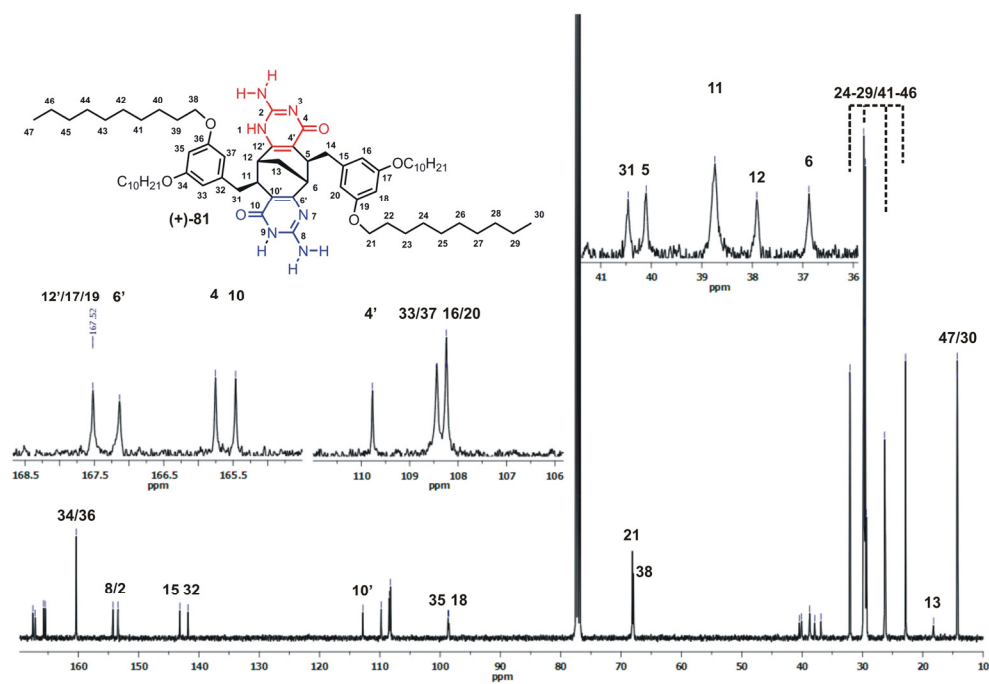 H
H
N
2
N
3
HN
1
4
O
12'
4'
5
14
12
13
11
6
10'
6'
10
O
N
7
9
N
8
H
N
H
H
46
44
42
40
38
47
45
43
41
39
O
36
35
37
C10H21O
34
32
33
31
15
16
OC10H21
17
20
18
19
O
22
24
26
28
30
21
23
25
27
29
(+)-81
11
24-29/41-46
31 5
12
6
41 40 39 38 37 36
ppm
12'/17/19 6'
4 10
167.52
4'
33/37 16/20
168.5 167.5 166.5 165.5
ppm
110 109 108 107 106
ppm
47/30
34/36
8/2
15 32
10'
35 18
21
38
13
160 150 140 130 120 110 100 90 80 70 60 50 40 30 20 10
ppm